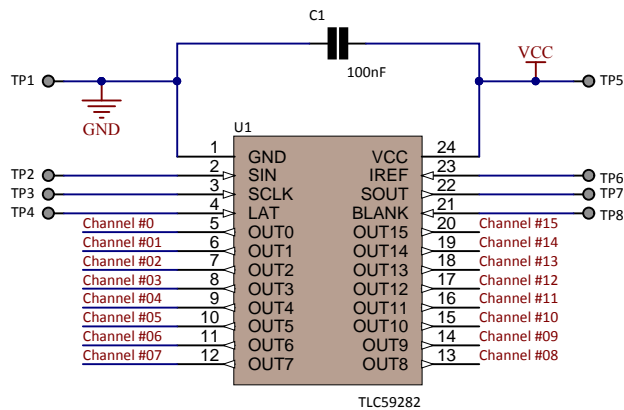 C1
100nF
VCC
TP1
TP5
GND
U1
1 GND VCC 24
TP2 2 SIN IREF 23 TP6
TP3 3 SCLK SOUT 22 TP7
TP4 4 LAT BLANK 21 TP8
Channel #0 5 OUT0 OUT15 20 Channel #15
Channel #01 6 OUT1 OUT14 19 Channel #14
Channel #02 7 OUT2 OUT13 18 Channel #13
Channel #03 8 OUT3 OUT12 17 Channel #12
Channel #04 9 OUT4 OUT11 16 Channel #11
Channel #05 10 OUT5 OUT10 15 Channel #10
Channel #06 11 OUT6 OUT9 14 Channel #09
Channel #07 12 OUT7 OUT8 13 Channel #08
TLC59282